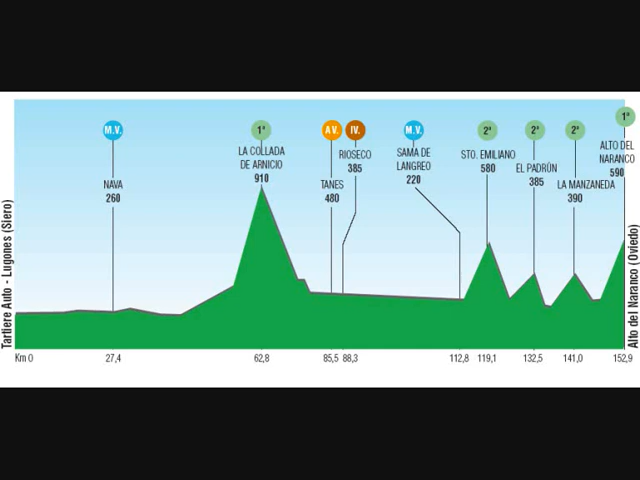 M.V.
NAVA
260
1ª
LA COLLADA
DE ARNICIO
910
AV.
TANES
480
IV.
RIOSECO
385
M.V.
SAMA DE
LANGREO
220
2ª
STO. EMILIANO
580
2ª
EL PADRÚN
385
2ª
LA MANZANEDA
390
1ª
ALTO DEL
NARANCO
590
Tartiere Auto - Lugones (Siero)
Alto del Naranco (Oviedo)
Km 0 27,4 62,8 85,5 88,3 112,8 119,1 132,5 141,0 152,9